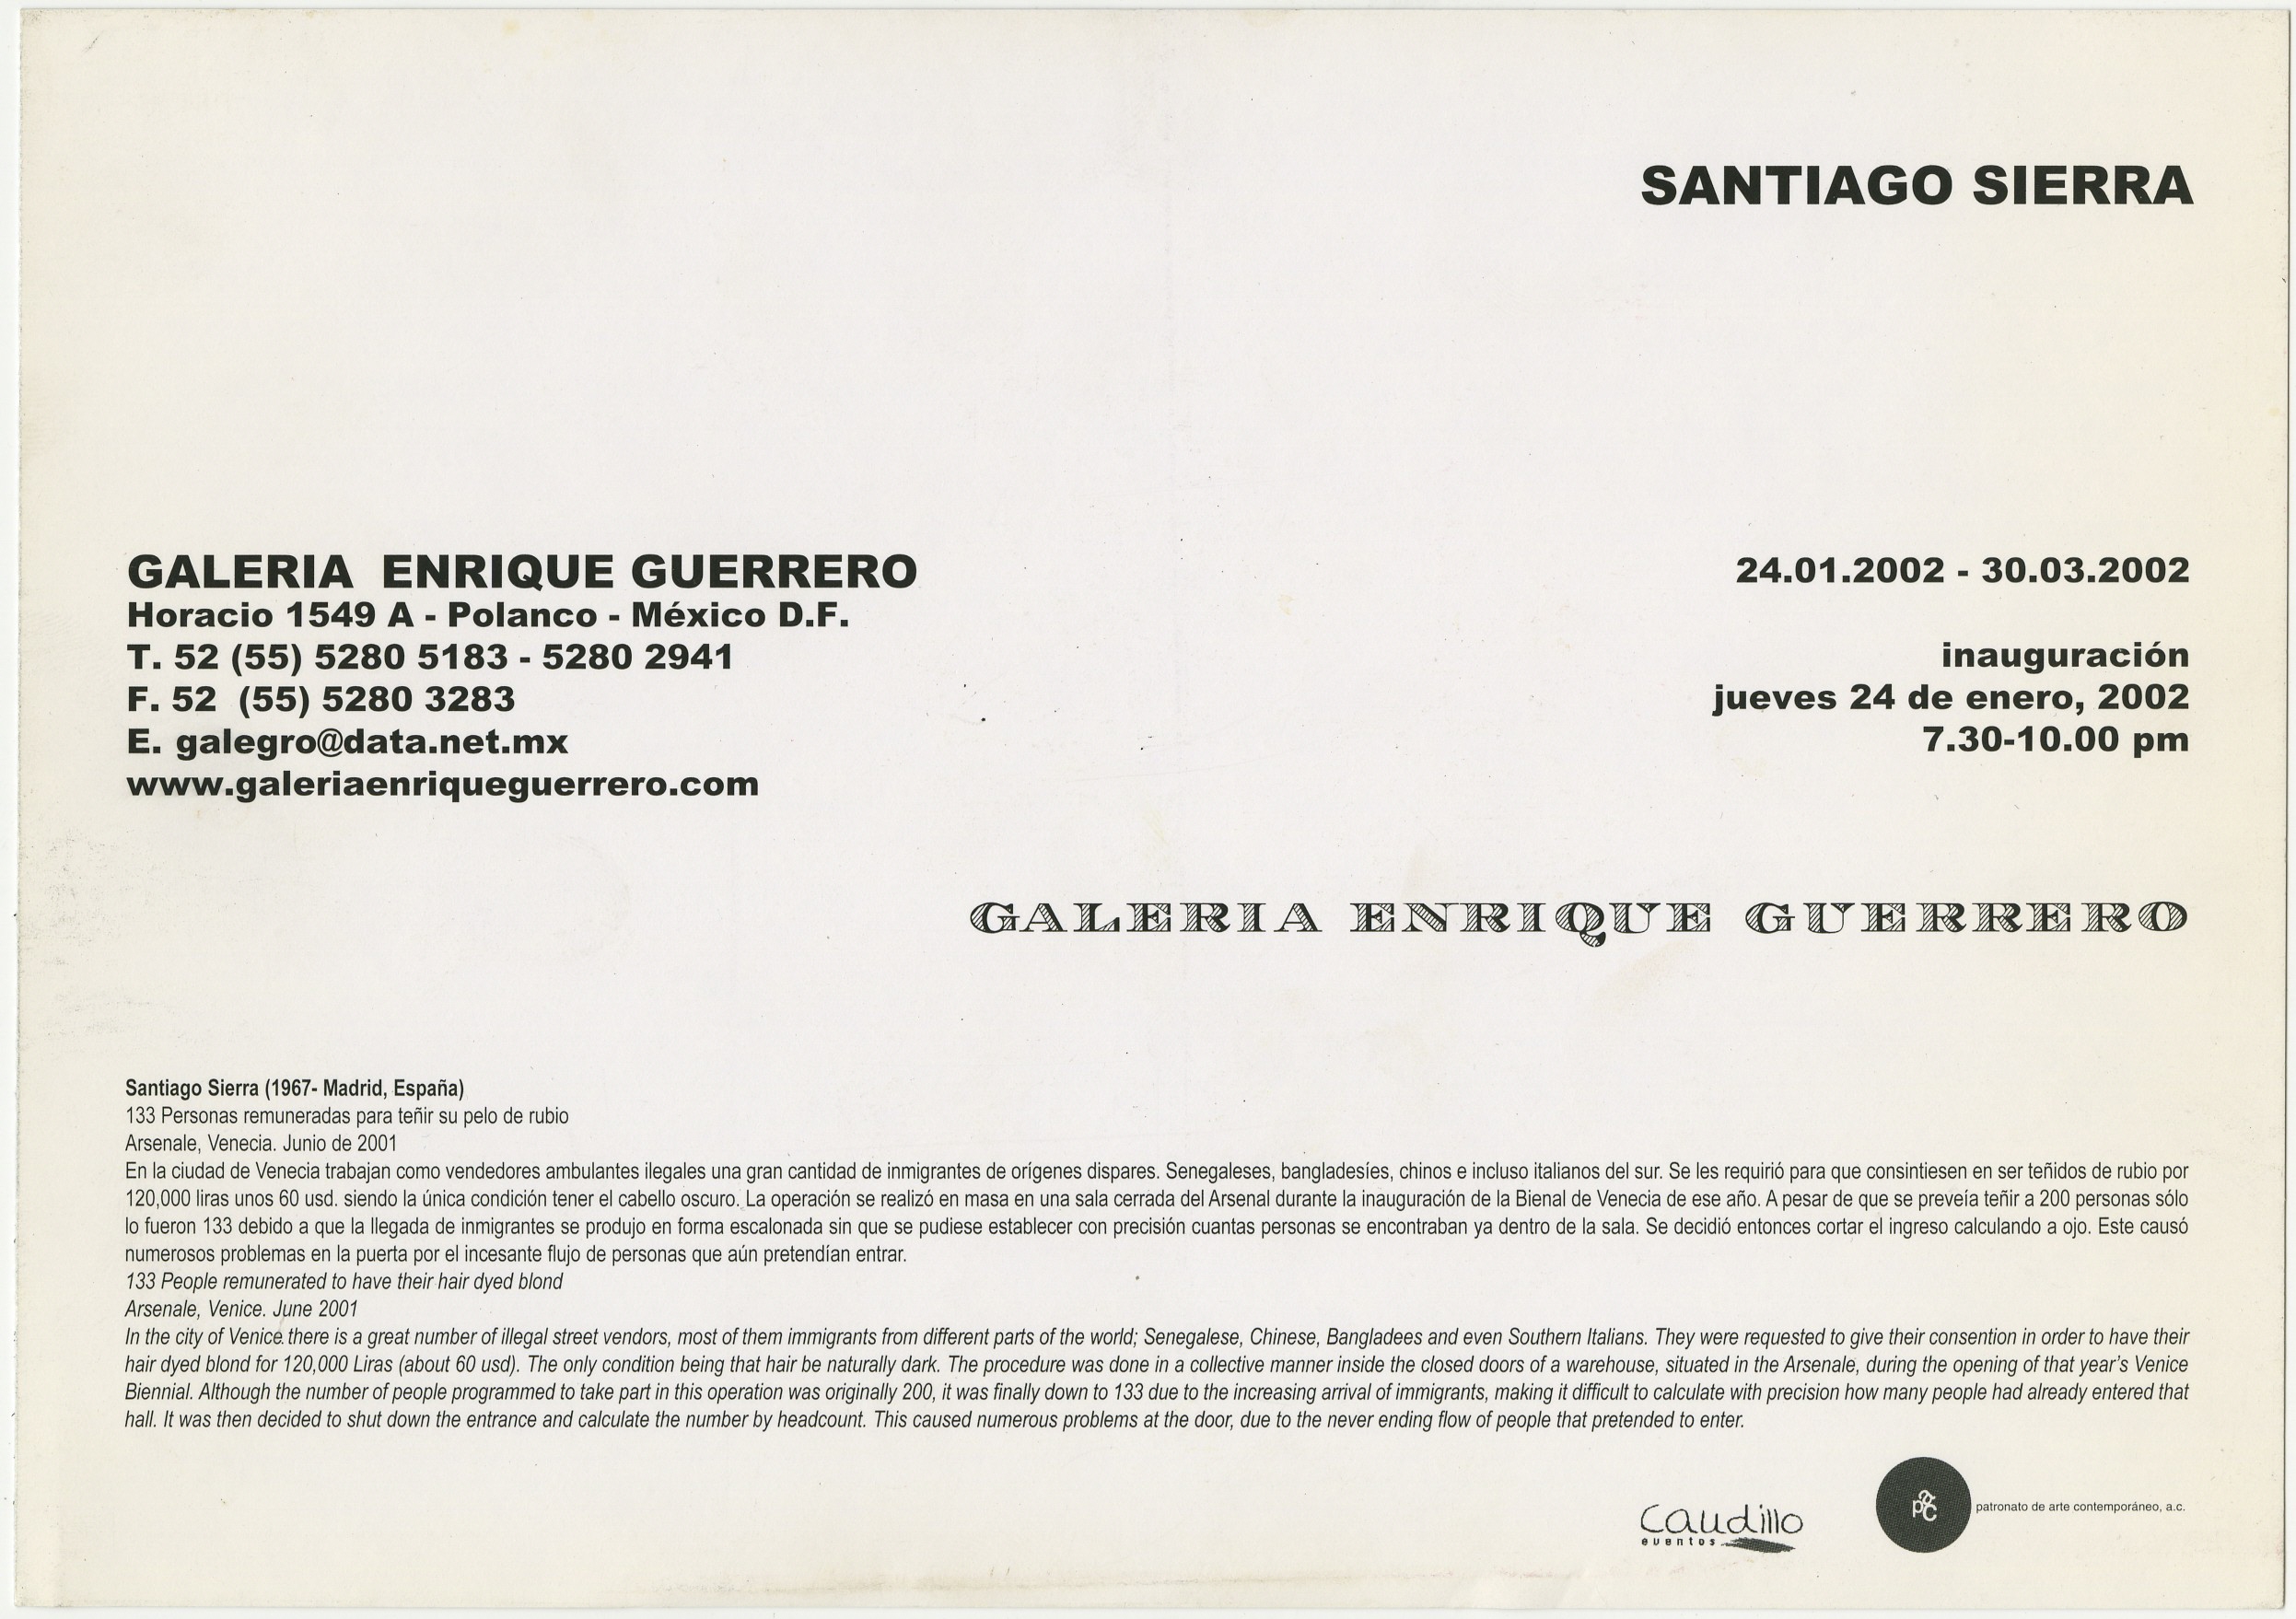 SANTIAGO SIERRA
GALERIA ENRIQUE GUERRERO
Horacio 1549 A - Polanco - México D.F.
T. 52 (55) 5280 5183 - 5280 2941
F. 52 (55) 5280 3283
E. galegro@data.net.mx
www.galeriaenriqueguerrero.com
24.01.2002 - 30.03.2002
inauguración
jueves 24 de enero, 2002
7.30-10.00 pm
GALERIA ENRIQUE GUERRERO
Santiago Sierra (1967- Madrid, España)
133 Personas remuneradas para teñir su pelo de rubio
Arsenale, Venecia. Junio de 2001
En la ciudad de Venecia trabajan como vendedores ambulantes ilegales una gran cantidad de inmigrantes de orígenes dispares. Senegaleses, bangladesíes, chinos e incluso italianos del sur. Se les requirió para que consintiesen en ser teñidos de rubio por
120,000 liras unos 60 usd. siendo la única condición tener el cabello oscuro. La operación se realizó en masa en una sala cerrada del Arsenal durante la inauguración de la Bienal de Venecia de ese año. A pesar de que se preveía teñir a 200 personas sólo
lo fueron 133 debido a que la llegada de inmigrantes se produjo en forma escalonada sin que se pudiese establecer con precisión cuantas personas se encontraban ya dentro de la sala. Se decidió entonces cortar el ingreso calculando a ojo. Este causó
numerosos problemas en la puerta por el incesante flujo de personas que aún pretendían entrar.
133 People remunerated to have their hair dyed blond
Arsenale, Venice. June 2001
In the city of Venice there is a great number of illegal street vendors, most of them immigrants from different parts of the world; Senegalese, Chinese, Bangladees and even Southern Italians. They were requested to give their consention in order to have their
hair dyed blond for 120,000 Liras (about 60 usd). The only condition being that hair be naturally dark. The procedure was done in a collective manner inside the closed doors of a warehouse, situated in the Arsenale, during the opening of that year's Venice
Biennial. Although the number of people programmed to take part in this operation was originally 200, it was finally down to 133 due to the increasing arrival of immigrants, making it difficult to calculate with precision how many people had already entered that
hall. It was then decided to shut down the entrance and calculate the number by headcount. This caused numerous problems at the door, due to the never ending flow of people that pretended to enter.
caudillo
eventos
pac
patronato de arte contemporáneo, a.c.